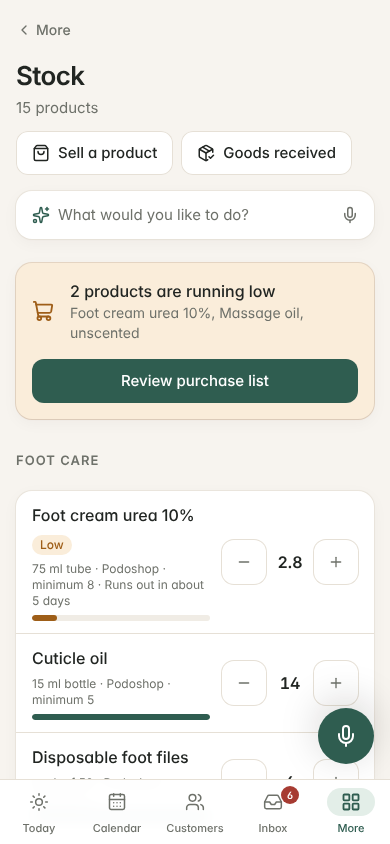 More
Stock
15 products
Sell a product
Goods received
What would you like to do?
2 products are running low
Foot cream urea 10%, Massage oil,
unscented
Review purchase list
FOOT CARE
Foot cream urea 10%
Low
75 ml tube · Podoshop ·
minimum 8 · Runs out in about
5 days
2.8
Cuticle oil
15 ml bottle · Podoshop ·
minimum 5
14
Disposable foot files
Today
Calendar
Customers
Inbox
6
More